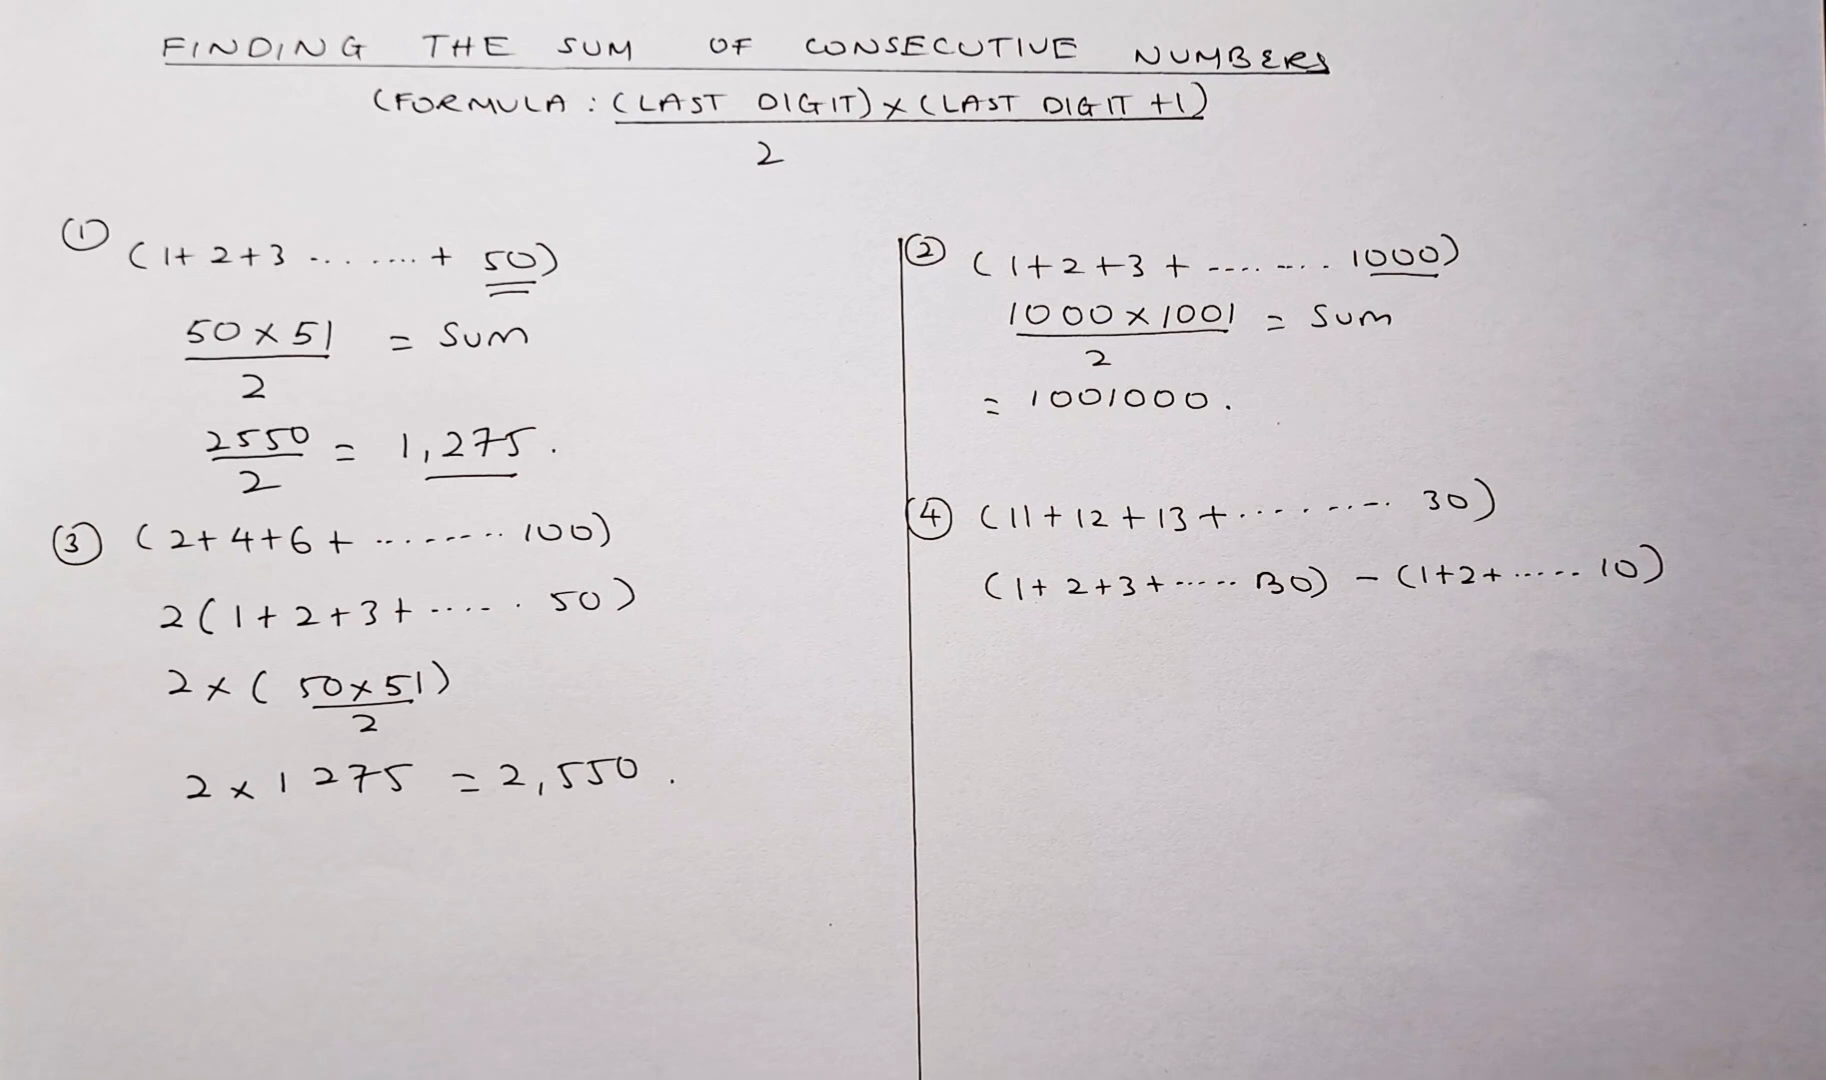 FINDING THE SUM OF CONSECUTIVE NUMBERS
(FORMULA : (LAST DIGIT) x (LAST DIGIT +1)
2
① (1+ 2+3 ......... + 50)
50 x 51 = Sum
2
2550 = 1,275.
2
③ (2+4+6+ ......... 100)
2(1+2+3+ ...... 50)
2 x ( 50x51)
2
2 x 1275 = 2,550.
② (1+2+3+ ........ 1000)
1000 x 1001 = Sum
2
= 1001000.
④ (11+12+13+ ......... 30)
(1+2+3+ ...... 30) - (1+2+ ..... 10)